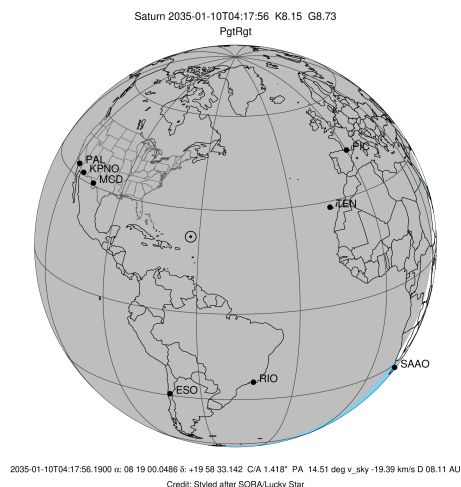 Saturn 2035-01-10T04:17:56 K8.15 G8.73
PgtRgt
PIC
PAL
KPNO
MCD
TEN
SAAO
RIO
ESO
2035-01-10T04:17:56.1900 α: 08 19 00.0486 δ: +19 58 33.142 C/A 1.418" PA 14.51 deg v_sky -19.39 km/s D 08.11 AU
Credit: Styled after SORA/Lucky Star